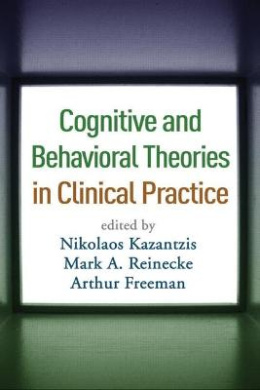 Cognitive and
Behavioral Theories
in Clinical Practice
edited by
Nikolaos Kazantzis
Mark A. Reinecke
Arthur Freeman